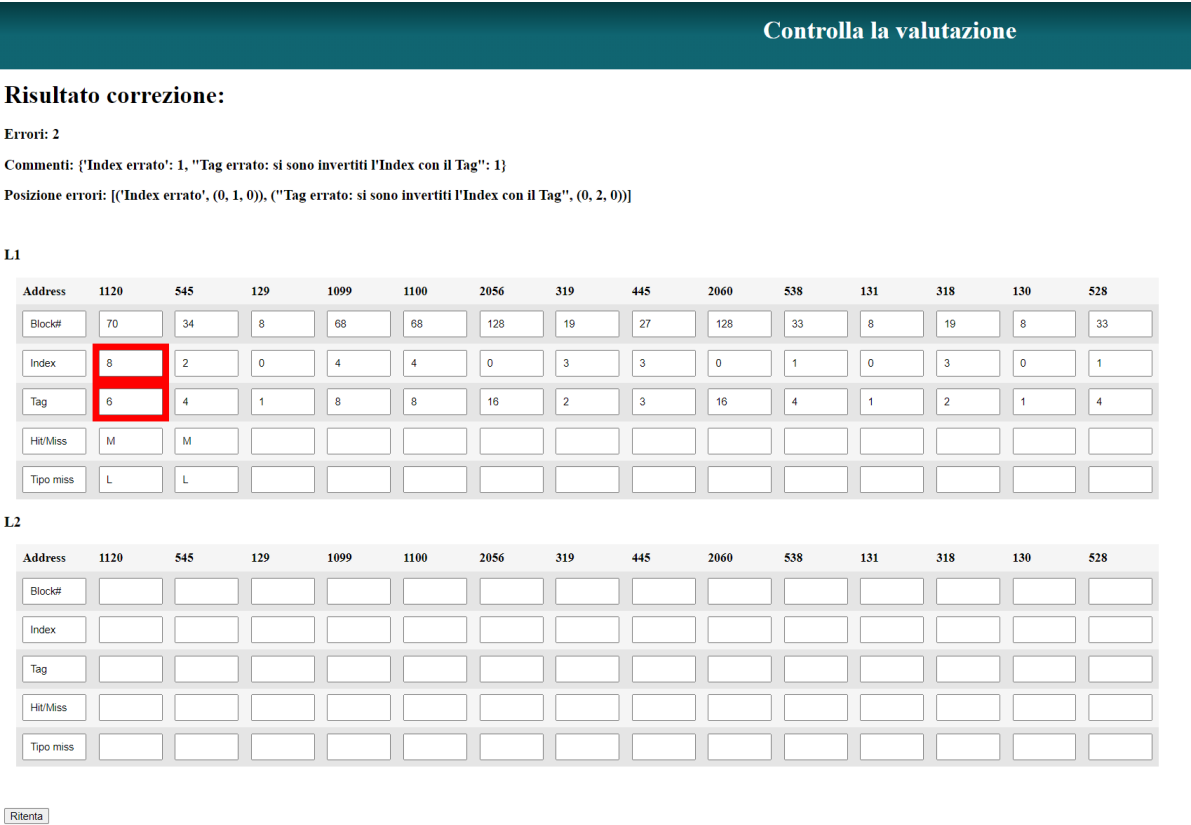 Controlla la valutazione
Risultato correzione:
Errori: 2
Commenti: {'Index errato': 1, "Tag errato: si sono invertiti l'Index con il Tag": 1}
Posizione errori: [('Index errato', (0, 1, 0)), ("Tag errato: si sono invertiti l'Index con il Tag", (0, 2, 0))]
L1
Address 1120 545 129 1099 1100 2056 319 445 2060 538 131 318 130 528
Block# 70 34 8 68 68 128 19 27 128 33 8 19 8 33
Index 8 2 0 4 4 0 3 3 0 1 0 3 0 1
Tag 6 4 1 8 8 16 2 3 16 4 1 2 1 4
Hit/Miss M M
Tipo miss L L
L2
Address 1120 545 129 1099 1100 2056 319 445 2060 538 131 318 130 528
Block#
Index
Tag
Hit/Miss
Tipo miss
Ritenta